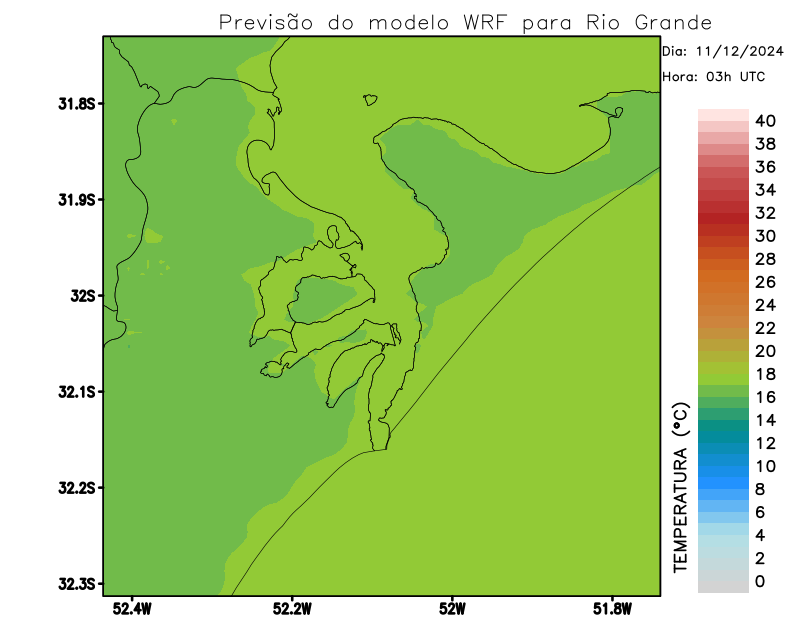 Previsão do modelo WRF para Rio Grande
Dia: 11/12/2024
Hora: 03h UTC
31.8S
31.9S
32S
32.1S
32.2S
32.3S
52.4W
52.2W
52W
51.8W
TEMPERATURA (°C)
40
38
36
34
32
30
28
26
24
22
20
18
16
14
12
10
8
6
4
2
0